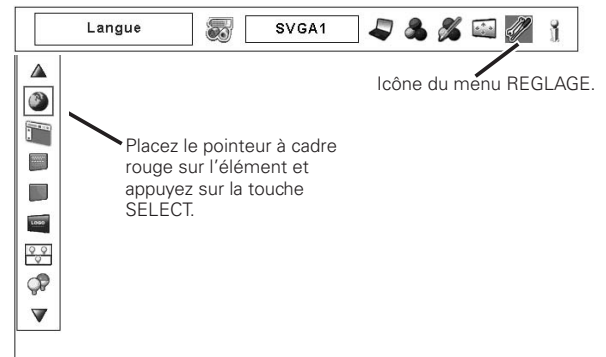 Langue
SVGA1
Icône du menu REGLAGE.
Placez le pointeur à cadre
rouge sur l'élément et
appuyez sur la touche
SELECT.
LOGO